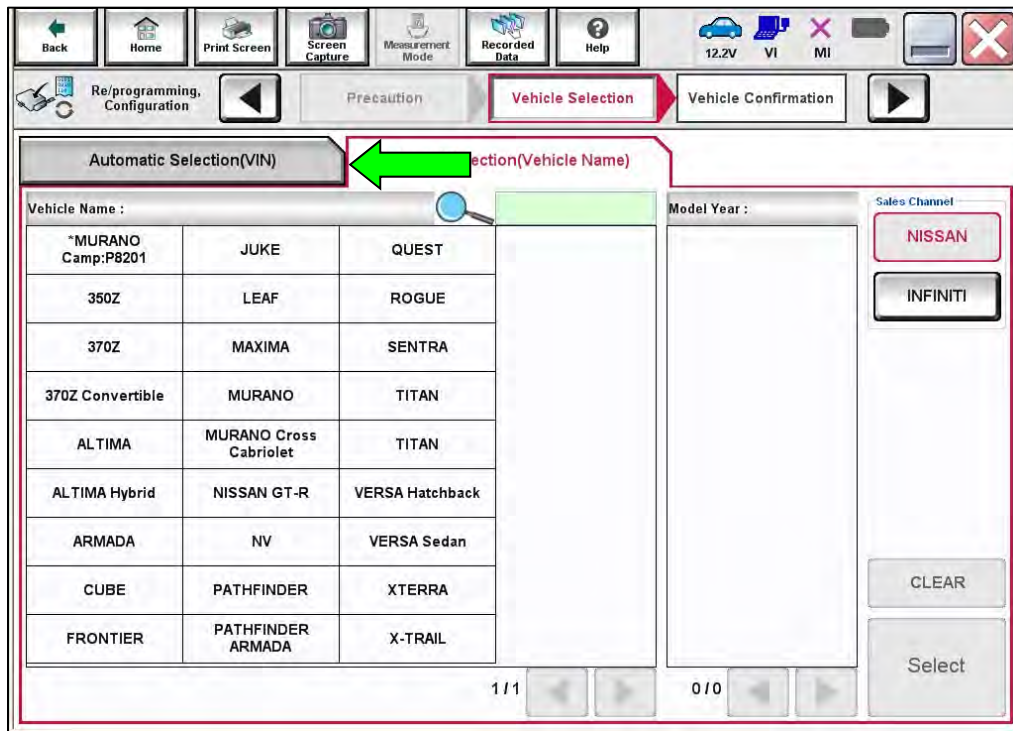 Back
Home
Print Screen
Screen
Capture
Measurement
Mode
Recorded
Data
Help
12.2V
VI
MI
Re/programming,
Configuration
Precaution
Vehicle Selection
Vehicle Confirmation
Automatic Selection(VIN)
ection(Vehicle Name)
Vehicle Name :
Model Year :
Sales Channel
*MURANO
Camp:P8201
JUKE
QUEST
NISSAN
350Z
LEAF
ROGUE
INFINITI
370Z
MAXIMA
SENTRA
370Z Convertible
MURANO
TITAN
ALTIMA
MURANO Cross
Cabriolet
TITAN
ALTIMA Hybrid
NISSAN GT-R
VERSA Hatchback
ARMADA
NV
VERSA Sedan
CUBE
PATHFINDER
XTERRA
CLEAR
FRONTIER
PATHFINDER
ARMADA
X-TRAIL
Select
1/1
0/0